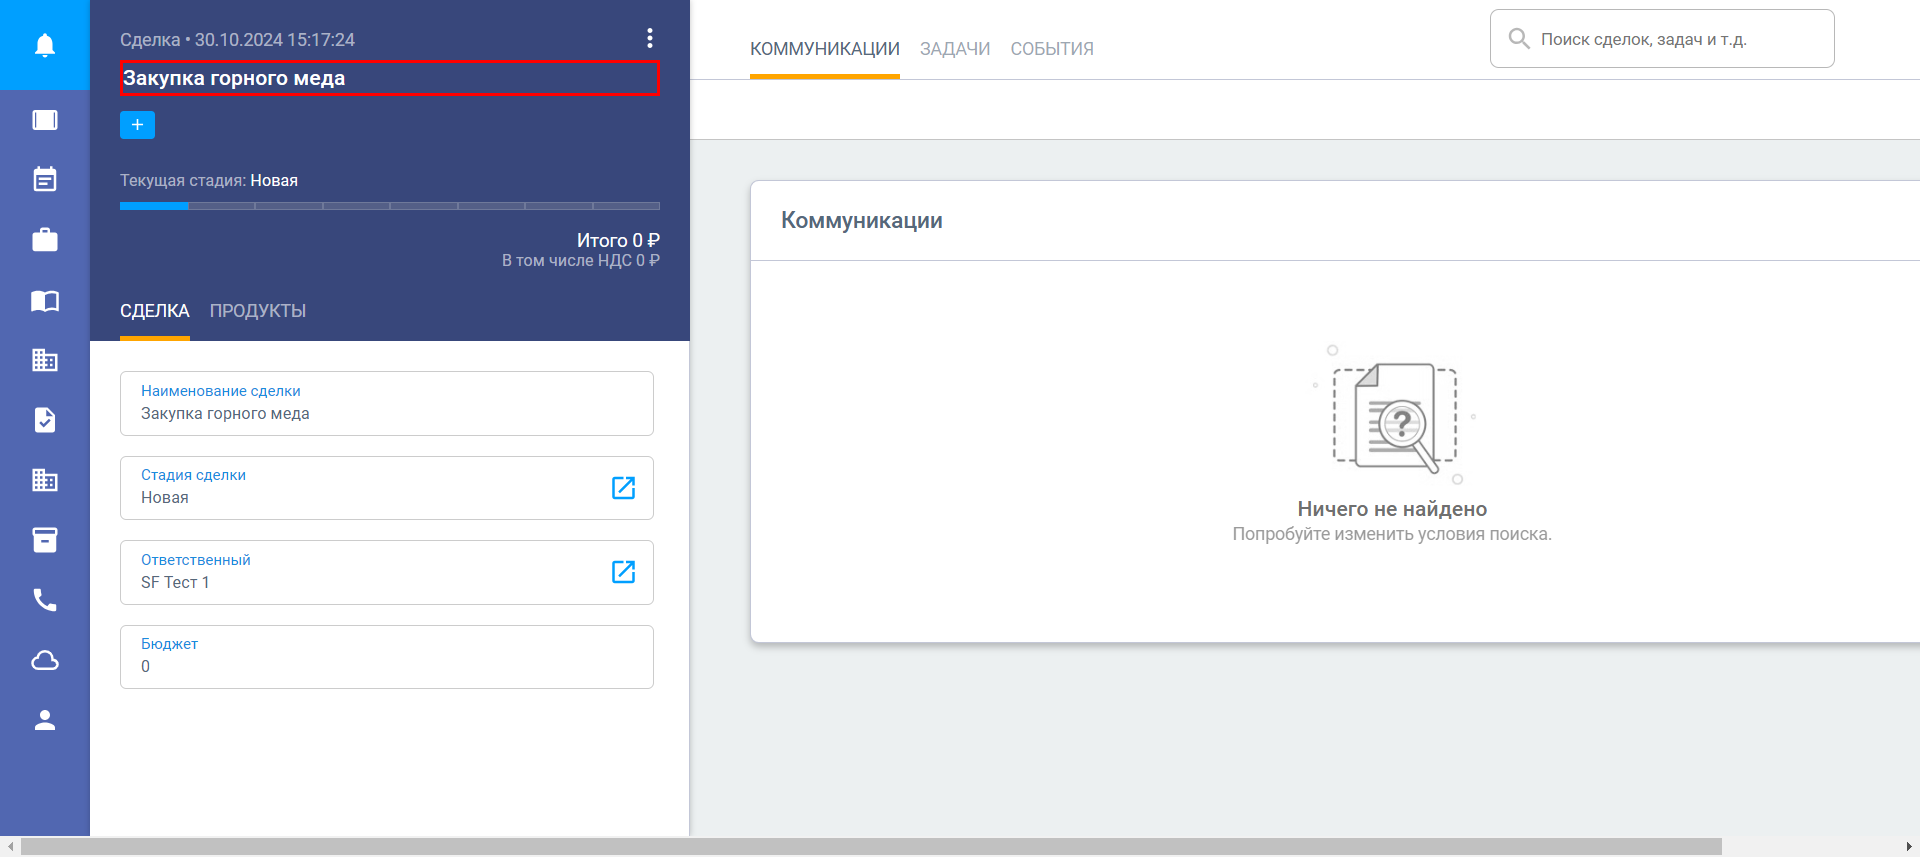 Сделка • 30.10.2024 15:17:24
Закупка горного меда
+
Текущая стадия: Новая
Итого 0 ₽
В том числе НДС 0 ₽
СДЕЛКА ПРОДУКТЫ
Наименование сделки
Закупка горного меда
Стадия сделки
Новая
Ответственный
SF Тест 1
Бюджет
0
КОММУНИКАЦИИ ЗАДАЧИ СОБЫТИЯ
Поиск сделок, задач и т.д.
Коммуникации
?
Ничего не найдено
Попробуйте изменить условия поиска.